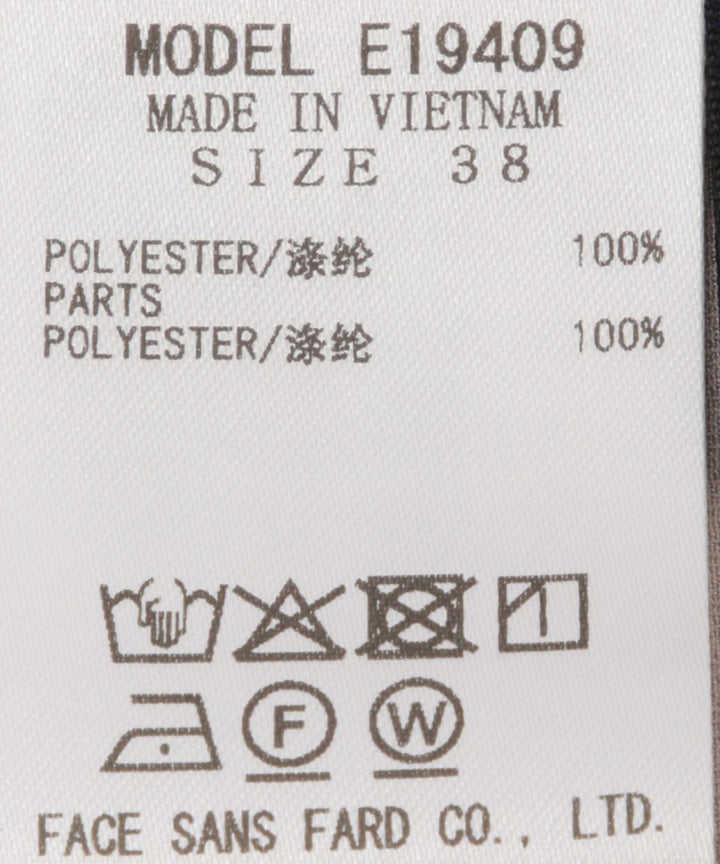 MODEL E19409
MADE IN VIETNAM
SIZE 38
POLYESTER/涤纶 100%
PARTS
POLYESTER/涤纶 100%
F W
FACE SANS FARD CO., LTD.